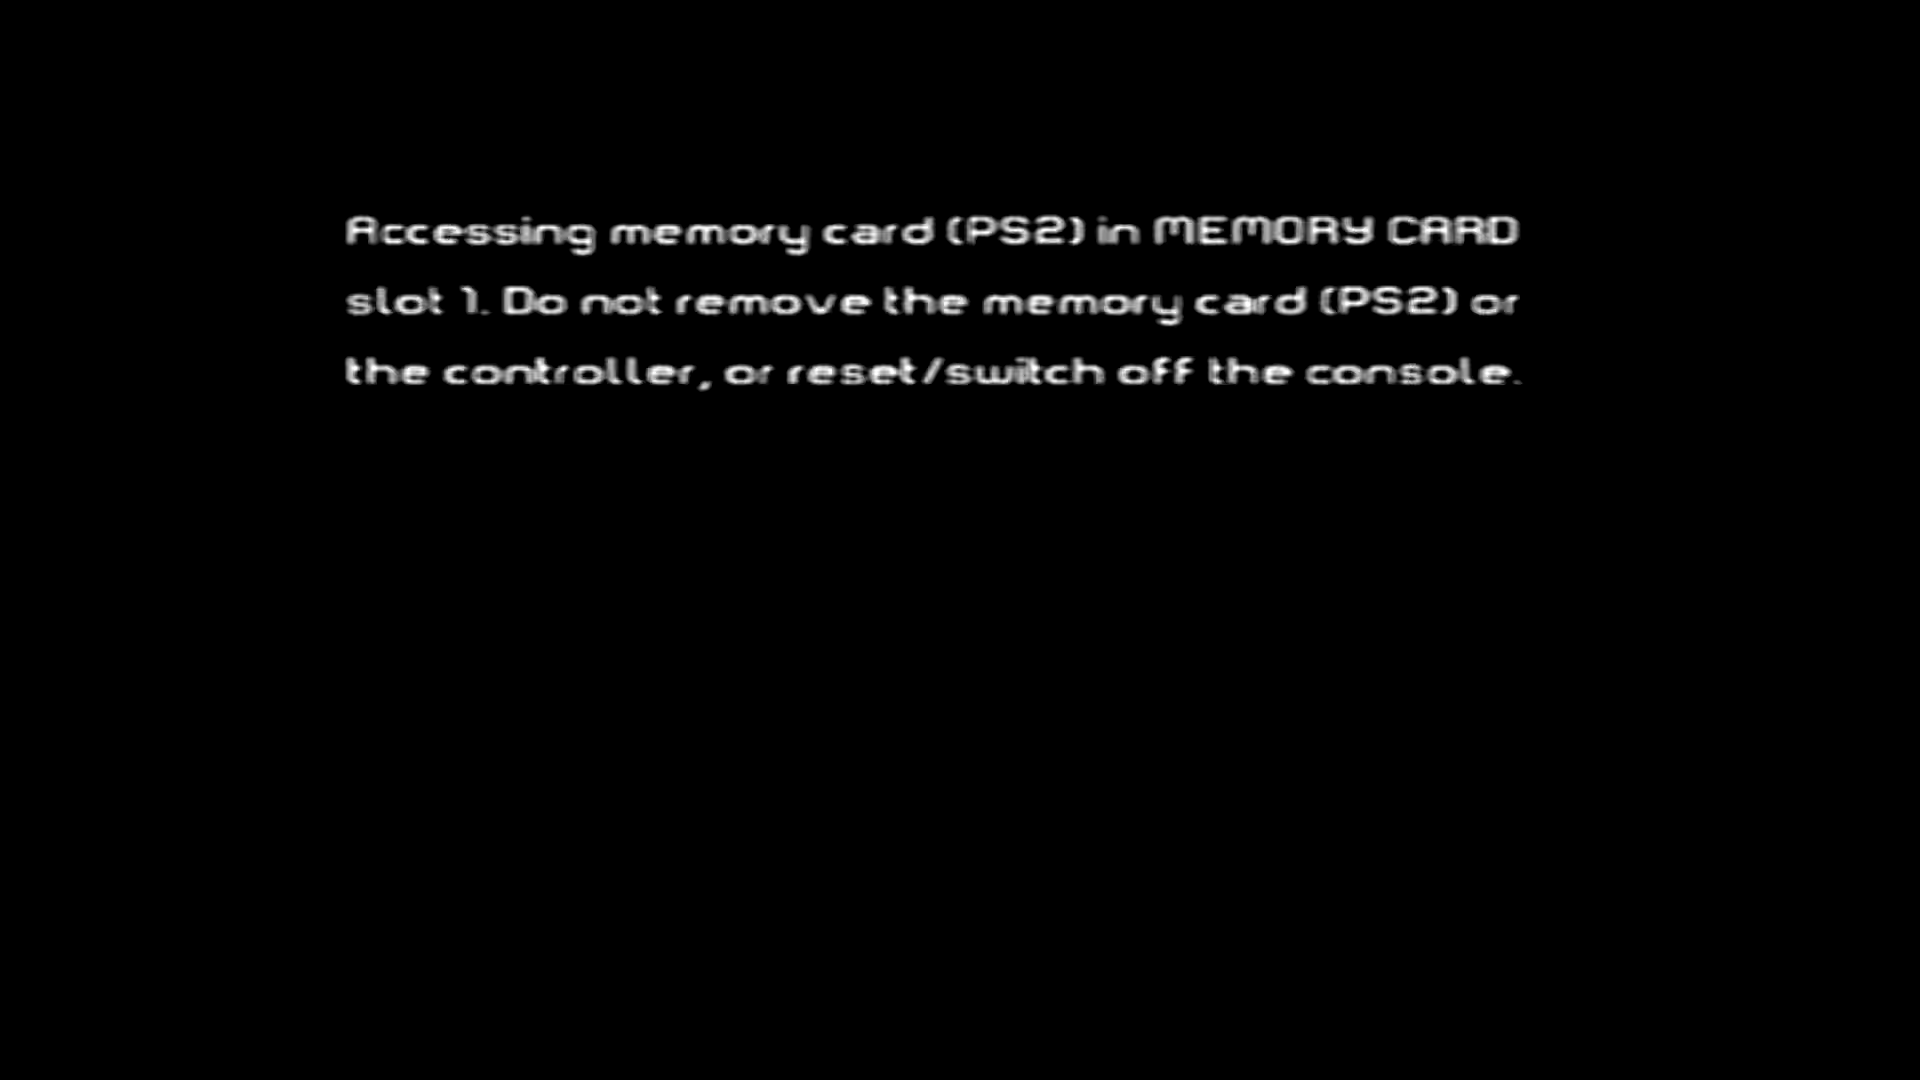 Accessing memory card (PS2) in MEMORY CARD
slot 1. Do not remove the memory card (PS2) or
the controller, or reset/switch off the console.